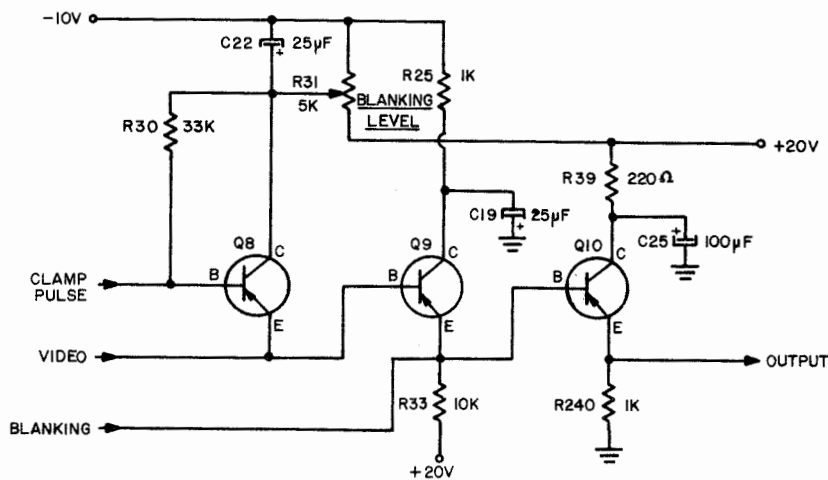 -10V
C22 25µF
+
R31
5K
BLANKING
LEVEL
R25 1K
R30 33K
+20V
R39 220Ω
C19 25µF
+
+
C25 100µF
Q8 C
B
E
Q9 C
B
E
Q10 C
B
E
CLAMP
PULSE
VIDEO
OUTPUT
BLANKING
R33 10K
R240 1K
+20V